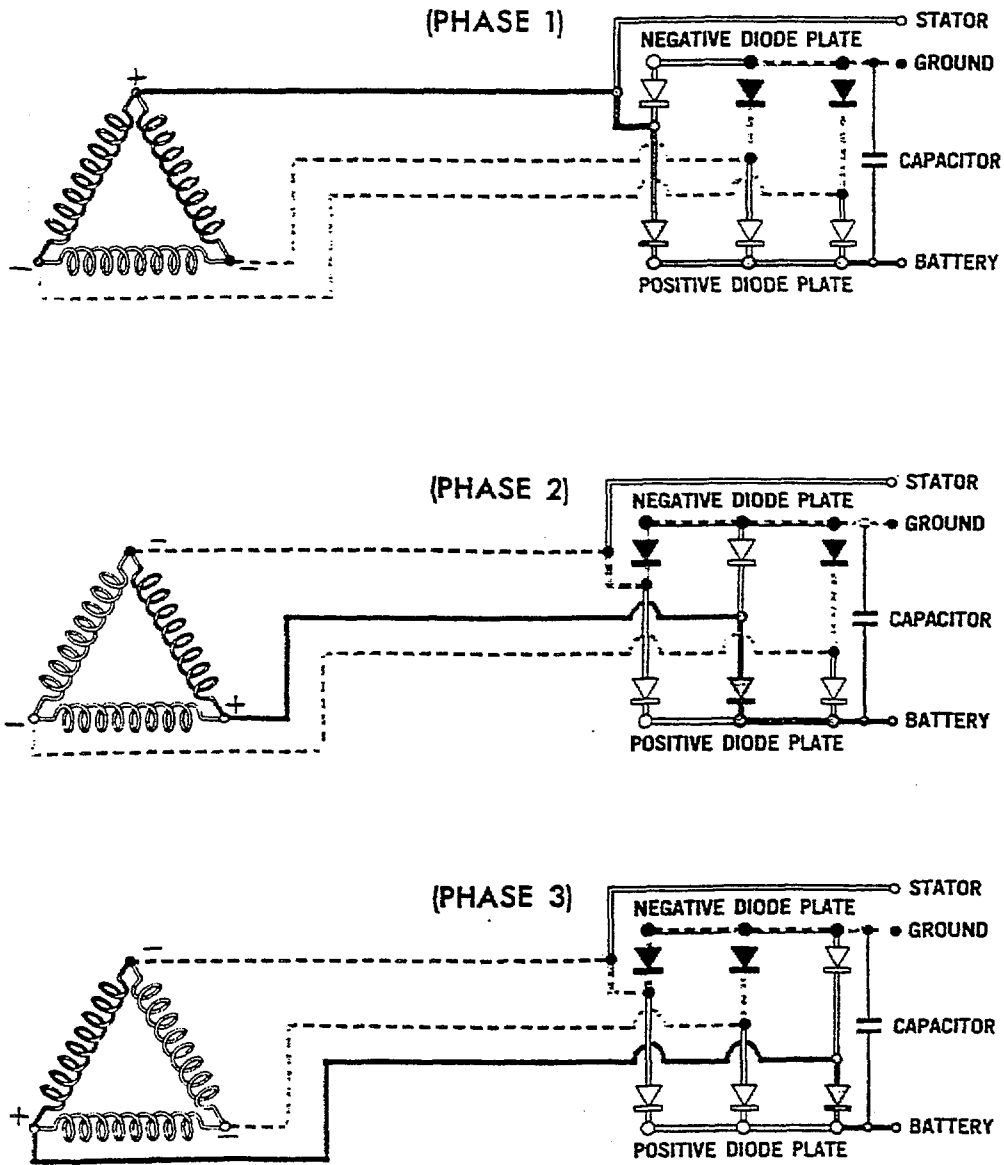 (PHASE 1)
STATOR
NEGATIVE DIODE PLATE
GROUND
+
CAPACITOR
− −
BATTERY
POSITIVE DIODE PLATE
(PHASE 2)
STATOR
NEGATIVE DIODE PLATE
GROUND
−
CAPACITOR
− +
BATTERY
POSITIVE DIODE PLATE
(PHASE 3)
STATOR
NEGATIVE DIODE PLATE
GROUND
−
CAPACITOR
+ −
BATTERY
POSITIVE DIODE PLATE